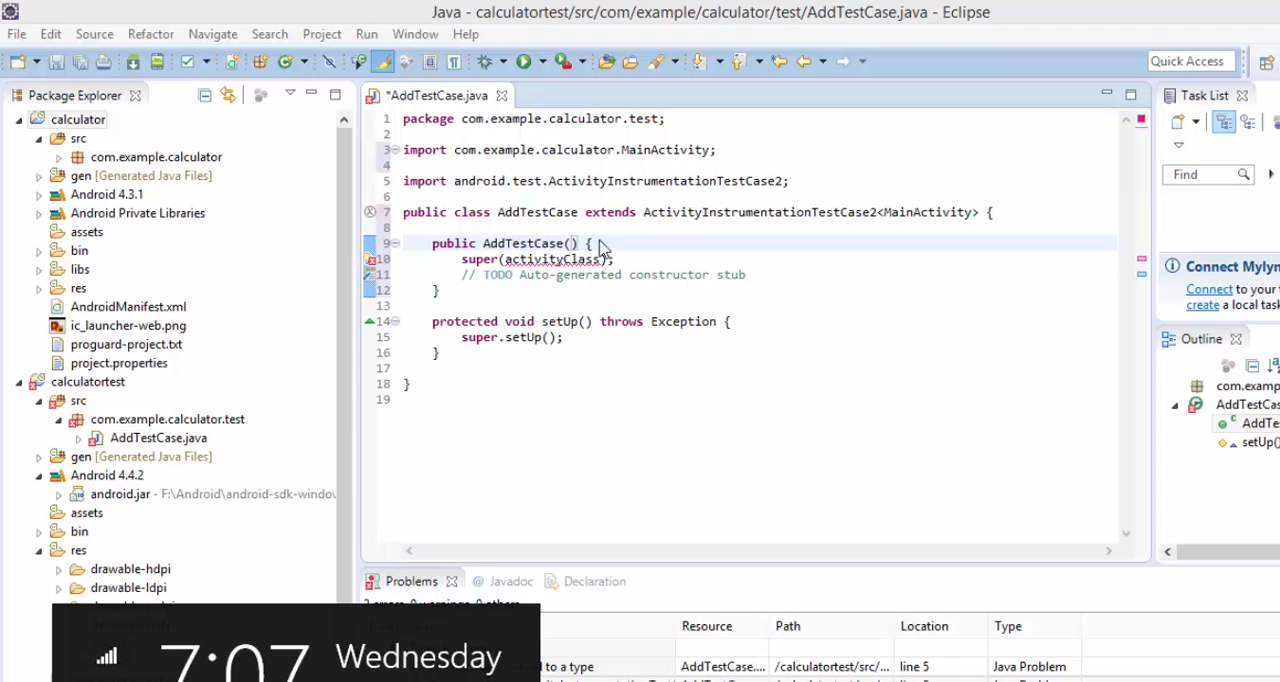 Java - calculatortest/src/com/example/calculator/test/AddTestCase.java - Eclipse
File Edit Source Refactor Navigate Search Project Run Window Help
Quick Access
Package Explorer
calculator
src
com.example.calculator
gen [Generated Java Files]
Android 4.3.1
Android Private Libraries
assets
bin
libs
res
AndroidManifest.xml
ic_launcher-web.png
proguard-project.txt
project.properties
calculatortest
src
com.example.calculator.test
AddTestCase.java
gen [Generated Java Files]
Android 4.4.2
android.jar - F:\Android\android-sdk-window
assets
bin
res
drawable-hdpi
drawable-ldpi
*AddTestCase.java
1 package com.example.calculator.test;
2
3 import com.example.calculator.MainActivity;
4
5 import android.test.ActivityInstrumentationTestCase2;
6
7 public class AddTestCase extends ActivityInstrumentationTestCase2<MainActivity> {
8
9 public AddTestCase() {
10 super(activityClass);
11 // TODO Auto-generated constructor stub
12 }
13
14 protected void setUp() throws Exception {
15 super.setUp();
16 }
17
18 }
19
Task List
Find
Connect Mylyn
Connect to your
create a local task
Outline
com.exam
AddTestCas
AddTe
setUp()
Problems @ Javadoc Declaration
Resource Path Location Type
d to a type AddTestCase.... /calculatortest/src/... line 5 Java Problem
7:07 Wednesday